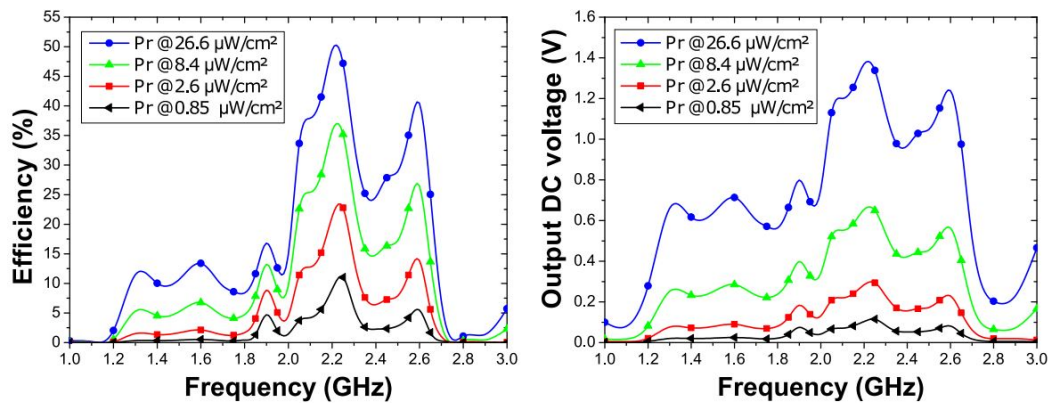 55
50
45
40
35
30
25
20
15
10
5
0
Efficiency (%)
Pr @26.6 µW/cm²
Pr @8.4 µW/cm²
Pr @2.6 µW/cm²
Pr @0.85 µW/cm²
1.0 1.2 1.4 1.6 1.8 2.0 2.2 2.4 2.6 2.8 3.0
Frequency (GHz)
1.6
1.4
1.2
1.0
0.8
0.6
0.4
0.2
0.0
Output DC voltage (V)
Pr @26.6 µW/cm²
Pr @8.4 µW/cm²
Pr @2.6 µW/cm²
Pr @0.85 µW/cm²
1.0 1.2 1.4 1.6 1.8 2.0 2.2 2.4 2.6 2.8 3.0
Frequency (GHz)